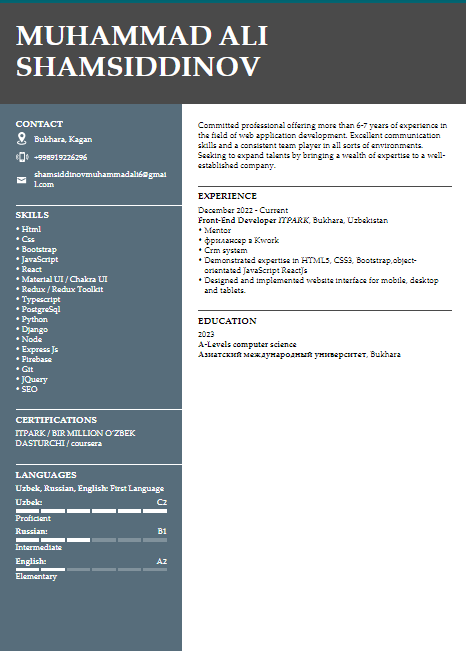 MUHAMMAD ALI
SHAMSIDDINOV
CONTACT
Bukhara, Kagan
+998919226296
shamsiddinovmuhammadali6@gmai
l.com
SKILLS
• Html
• Css
• Bootstrap
• JavaScript
• React
• Material UI / Chakra UI
• Redux / Redux Toolkit
• Typescript
• PostgreSql
• Python
• Django
• Node
• Express Js
• Firebase
• Git
• JQuery
• SEO
CERTIFICATIONS
ITPARK / BIR MILLION O'ZBEK
DASTURCHI / coursera
LANGUAGES
Uzbek, Russian, English: First Language
Uzbek: C2
Proficient
Russian: B1
Intermediate
English: A2
Elementary
Committed professional offering more than 6-7 years of experience in
the field of web application development. Excellent communication
skills and a consistent team player in all sorts of environments.
Seeking to expand talents by bringing a wealth of expertise to a well-
established company.
EXPERIENCE
December 2022 - Current
Front-End Developer ITPARK, Bukhara, Uzbekistan
• Mentor
• фрилансер в Kwork
• Crm system
• Demonstrated expertise in HTML5, CSS3, Bootstrap,object-
orientated JavaScript ReactJs
• Designed and implemented website interface for mobile, desktop
and tablets.
EDUCATION
2023
A-Levels computer science
Азиатский международный университет, Bukhara